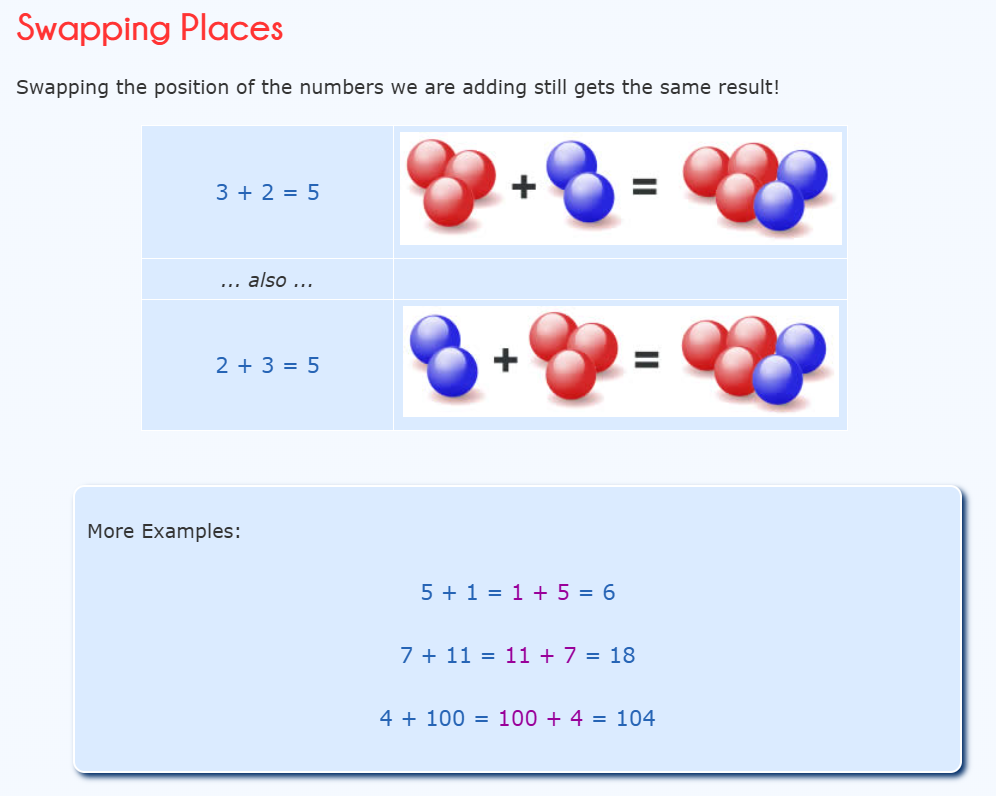 Swapping Places
Swapping the position of the numbers we are adding still gets the same result!
3 + 2 = 5
+ =
... also ...
2 + 3 = 5
+ =
More Examples:
5 + 1 = 1 + 5 = 6
7 + 11 = 11 + 7 = 18
4 + 100 = 100 + 4 = 104